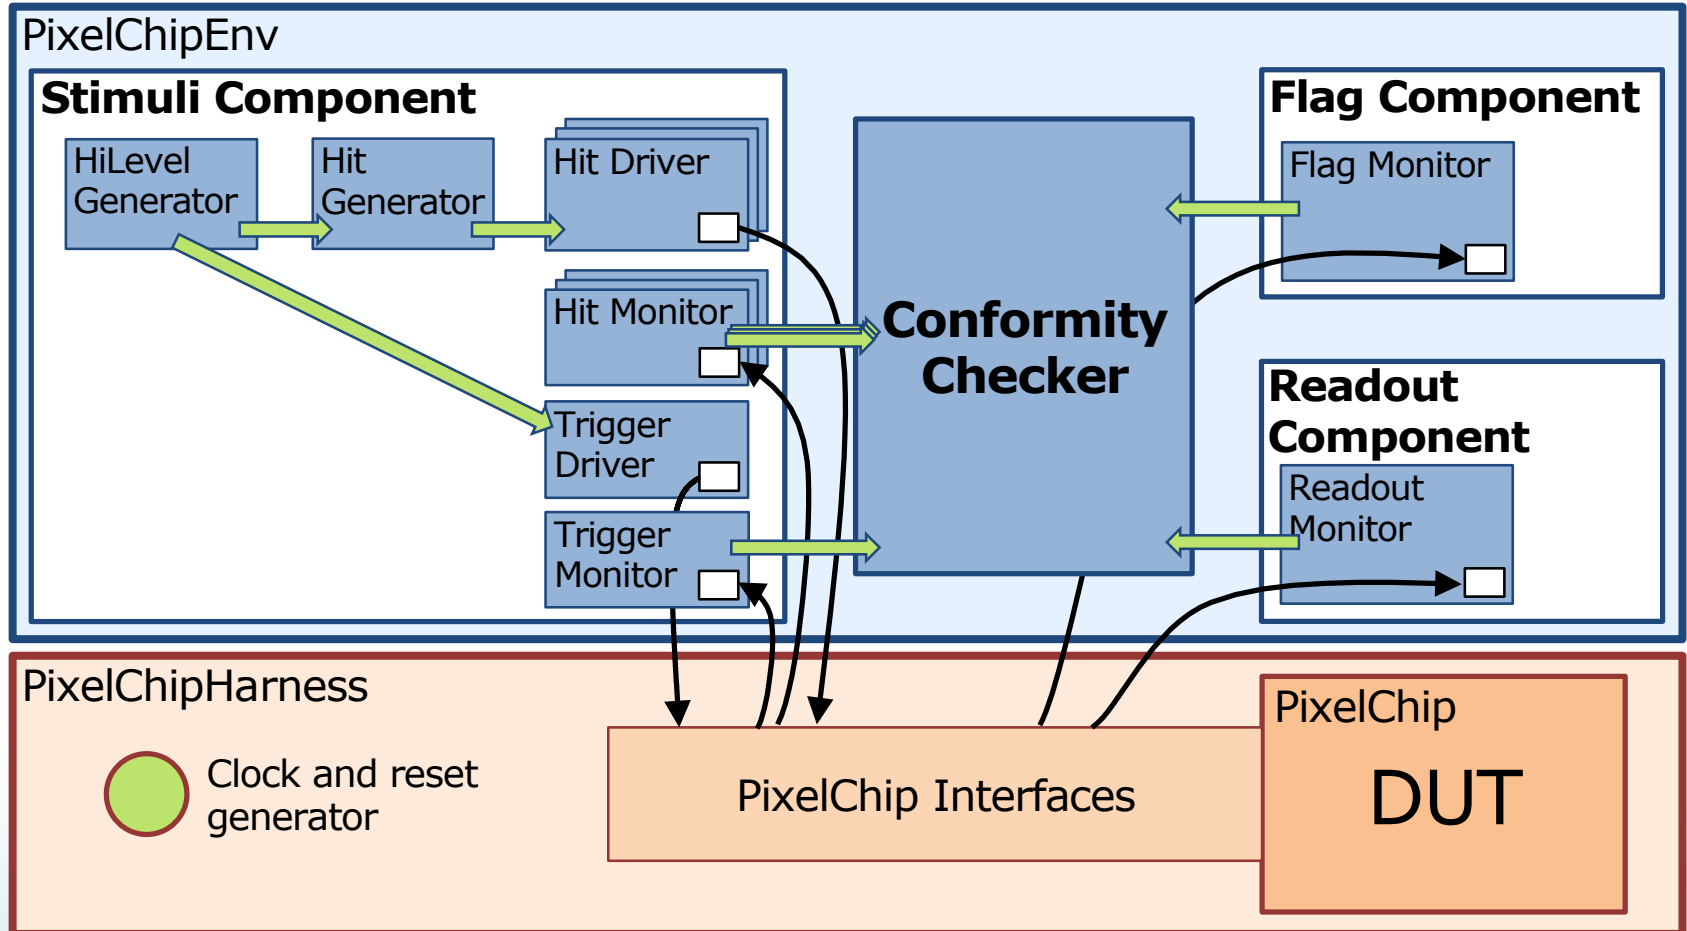 PixelChipEnv
Stimuli Component
HiLevel
Generator
Hit
Generator
Hit Driver
Hit Monitor
Trigger
Driver
Trigger
Monitor
Conformity
Checker
Flag Component
Flag Monitor
Readout
Component
Readout
Monitor
PixelChipHarness
Clock and reset
generator
PixelChip Interfaces
PixelChip
DUT